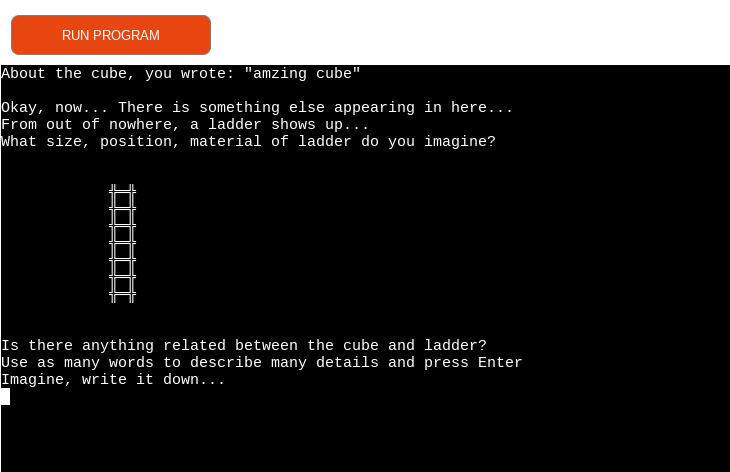 RUN PROGRAM
About the cube, you wrote: "amzing cube"
Okay, now... There is something else appearing in here...
From out of nowhere, a ladder shows up...
What size, position, material of ladder do you imagine?
Is there anything related between the cube and ladder?
Use as many words to describe many details and press Enter
Imagine, write it down...